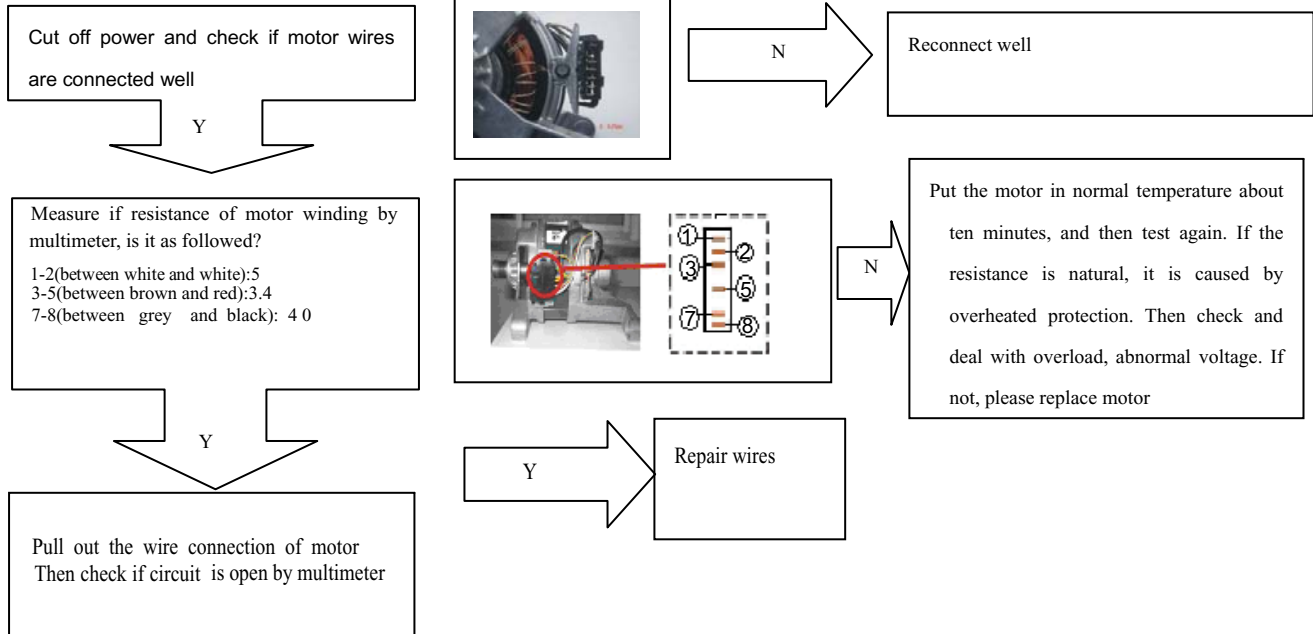 Cut off power and check if motor wires
are connected well
N
Reconnect well
Y
Measure if resistance of motor winding by
multimeter, is it as followed?
1-2(between white and white):5
3-5(between brown and red):3.4
7-8(between grey and black): 4 0
①
②
③
⑤
⑦
⑧
N
Put the motor in normal temperature about
ten minutes, and then test again. If the
resistance is natural, it is caused by
overheated protection. Then check and
deal with overload, abnormal voltage. If
not, please replace motor
Y
Y
Repair wires
Pull out the wire connection of motor
Then check if circuit is open by multimeter